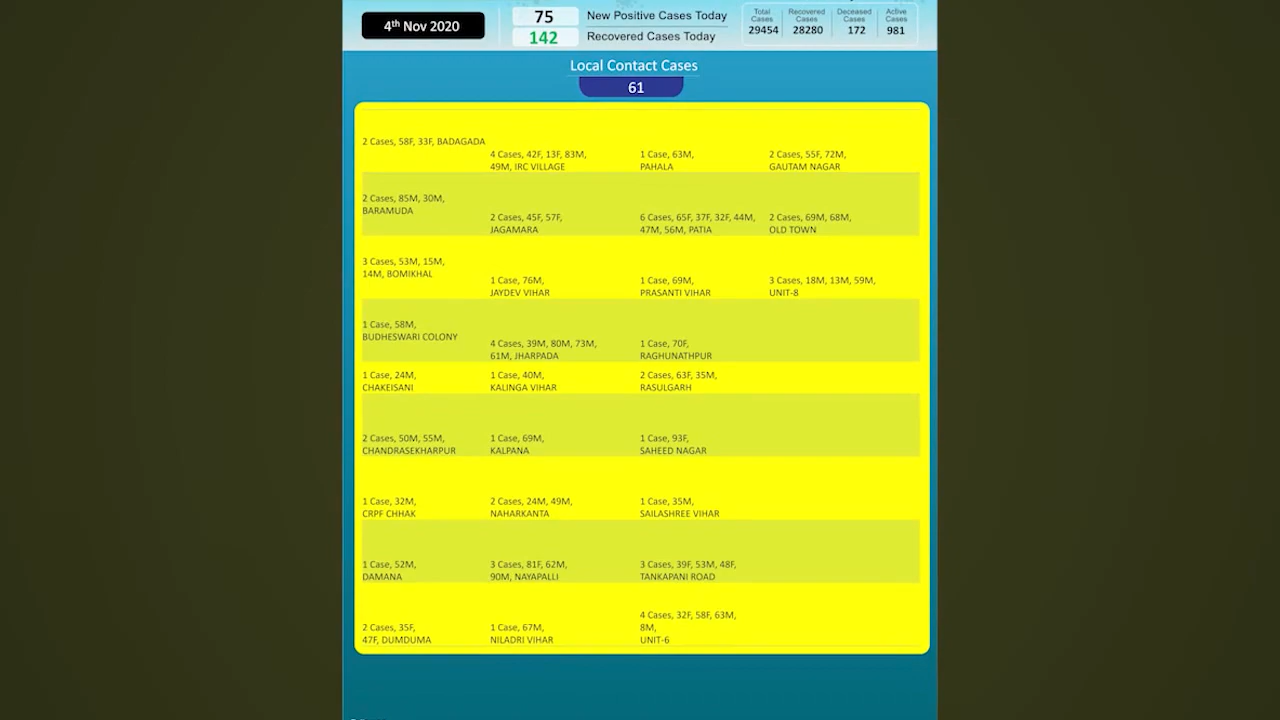 4th Nov 2020
75 New Positive Cases Today
142 Recovered Cases Today
Total Cases 29454
Recovered Cases 28280
Deceased Cases 172
Active Cases 981
Local Contact Cases
61
2 Cases, 58F, 33F, BADAGADA
4 Cases, 42F, 13F, 83M,
49M, IRC VILLAGE
1 Case, 63M,
PAHALA
2 Cases, 55F, 72M,
GAUTAM NAGAR
2 Cases, 85M, 30M,
BARAMUDA
2 Cases, 45F, 57F,
JAGAMARA
6 Cases, 65F, 37F, 32F, 44M,
47M, 56M, PATIA
2 Cases, 69M, 68M,
OLD TOWN
3 Cases, 53M, 15M,
14M, BOMIKHAL
1 Case, 76M,
JAYDEV VIHAR
1 Case, 69M,
PRASANTI VIHAR
3 Cases, 18M, 13M, 59M,
UNIT-8
1 Case, 58M,
BUDHESWARI COLONY
4 Cases, 39M, 80M, 73M,
61M, JHARPADA
1 Case, 70F,
RAGHUNATHPUR
1 Case, 24M,
CHAKEISANI
1 Case, 40M,
KALINGA VIHAR
2 Cases, 63F, 35M,
RASULGARH
2 Cases, 50M, 55M,
CHANDRASEKHARPUR
1 Case, 69M,
KALPANA
1 Case, 93F,
SAHEED NAGAR
1 Case, 32M,
CRPF CHHAK
2 Cases, 24M, 49M,
NAHARKANTA
1 Case, 35M,
SAILASHREE VIHAR
1 Case, 52M,
DAMANA
3 Cases, 81F, 62M,
90M, NAYAPALLI
3 Cases, 39F, 53M, 48F,
TANKAPANI ROAD
2 Cases, 35F,
47F, DUMDUMA
1 Case, 67M,
NILADRI VIHAR
4 Cases, 32F, 58F, 63M,
8M,
UNIT-6